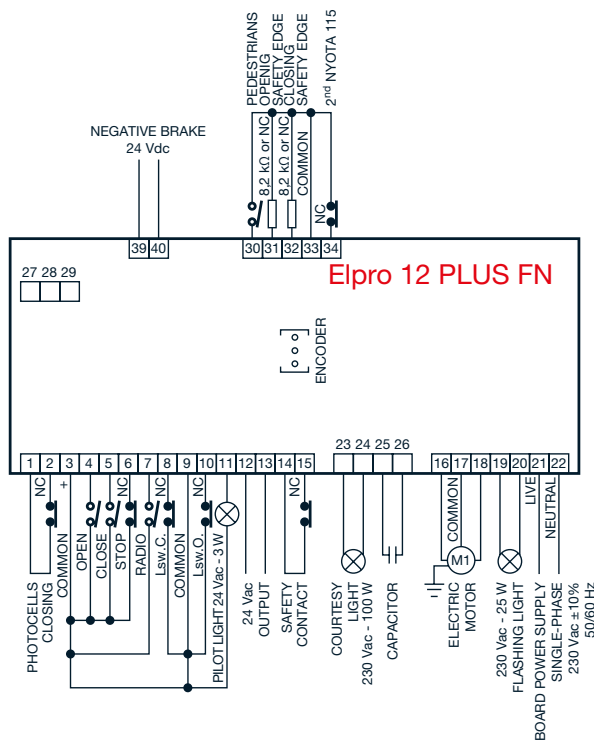 PEDESTRIANS
OPENIG
SAFETY EDGE
CLOSING
SAFETY EDGE
2nd NYOTA 115
NEGATIVE BRAKE
24 Vdc
8,2 kΩ or NC
8,2 kΩ or NC
COMMON
NC
39 40
30 31 32 33 34
Elpro 12 PLUS FN
27 28 29
ENCODER
23 24 25 26
1 2 3 4 5 6 7 8 9 10 11 12 13 14 15
16 17 18 19 20 21 22
NC
PHOTOCELLS
CLOSING
+
COMMON
OPEN
CLOSE
NC
STOP
RADIO
NC
Lsw.C.
COMMON
NC
Lsw.O.
PILOT LIGHT 24 Vac - 3 W
24 Vac
OUTPUT
NC
SAFETY
CONTACT
COURTESY
LIGHT
230 Vac - 100 W
CAPACITOR
COMMON
M1
ELECTRIC
MOTOR
230 Vac - 25 W
FLASHING LIGHT
LIVE
NEUTRAL
BOARD POWER SUPPLY
SINGLE-PHASE
230 Vac ±10%
50/60 Hz